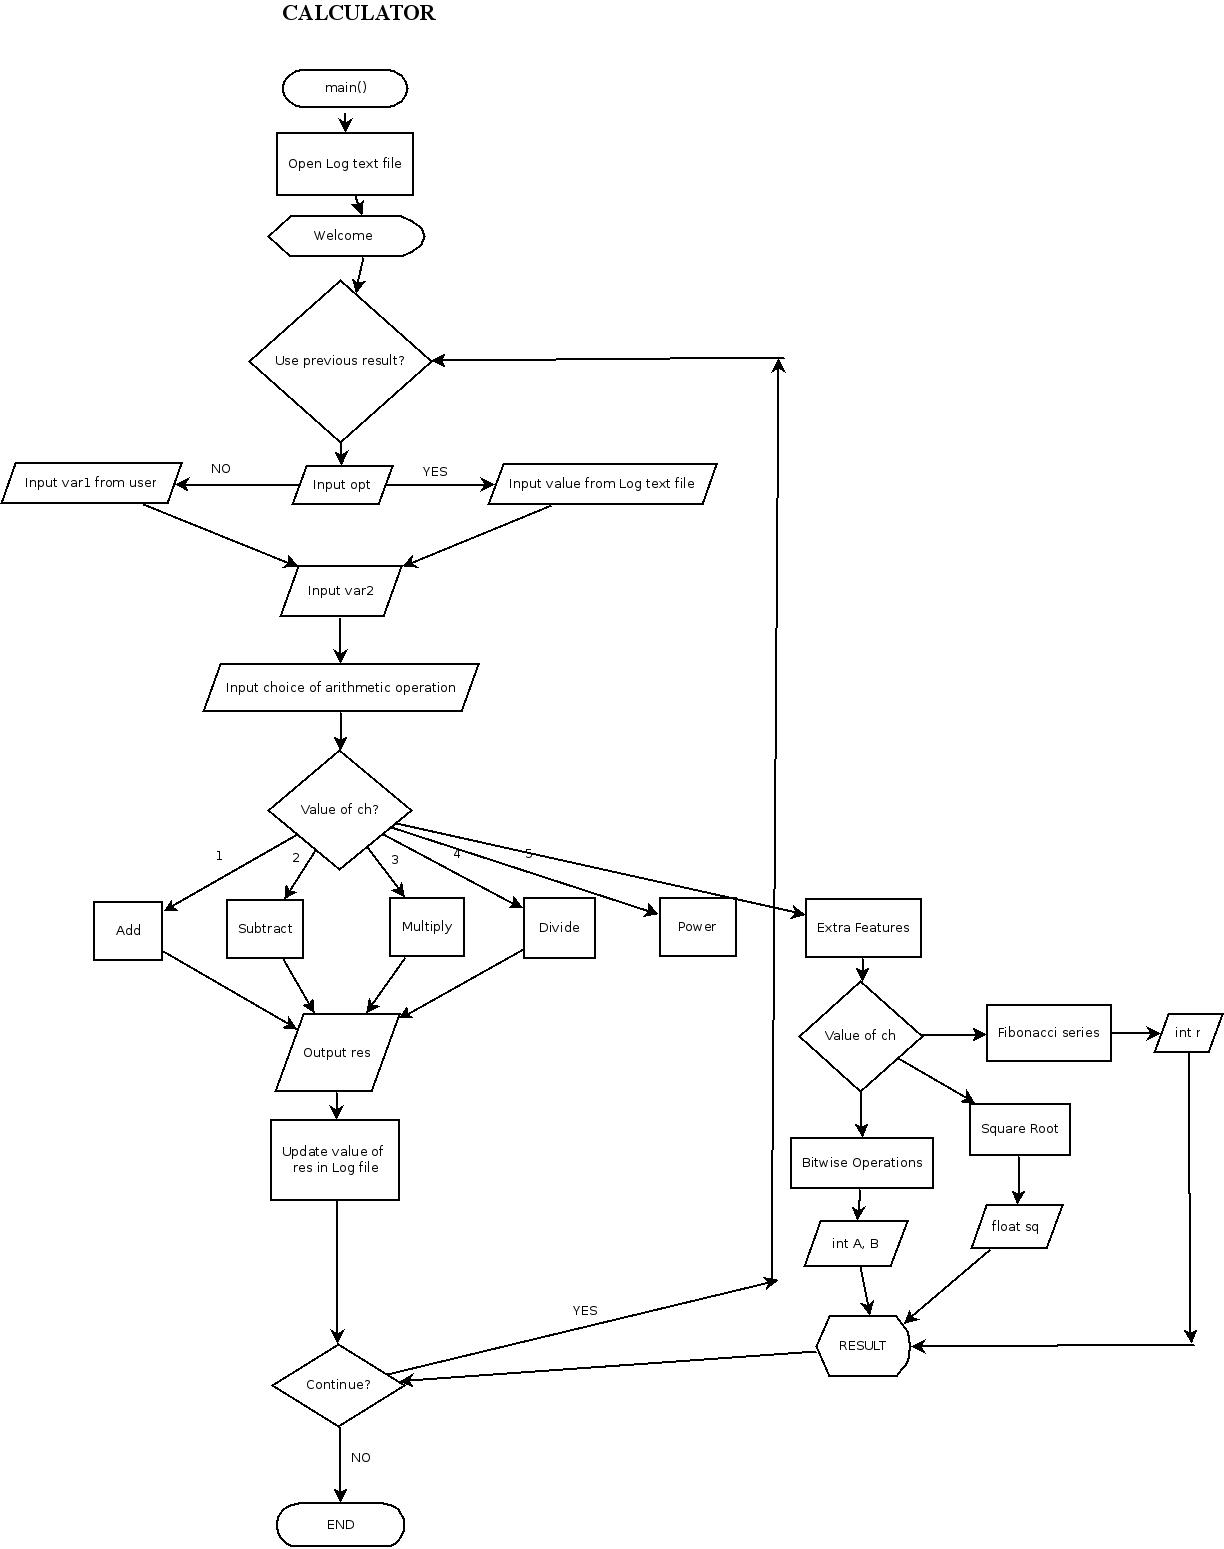 CALCULATOR
main()
Open Log text file
Welcome
Use previous result?
NO
YES
Input var1 from user
Input opt
Input value from Log text file
Input var2
Input choice of arithmetic operation
Value of ch?
1
2
3
4
5
Add
Subtract
Multiply
Divide
Power
Extra Features
Value of ch
Fibonacci series
int r
Output res
Square Root
Update value of
res in Log file
Bitwise Operations
float sq
int A, B
YES
RESULT
Continue?
NO
END